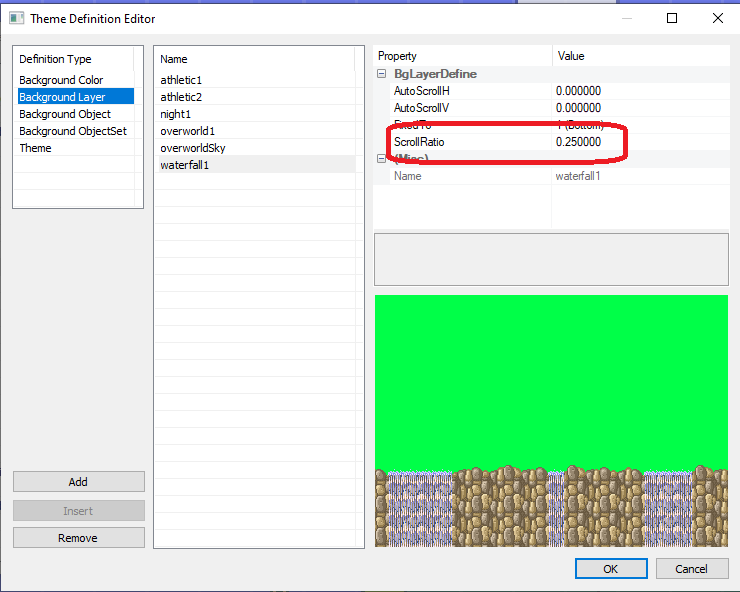 Theme Definition Editor
Definition Type
Background Color
Background Layer
Background Object
Background ObjectSet
Theme
Name
athletic1
athletic2
night1
overworld1
overworldSky
waterfall1
Property Value
BgLayerDefine
AutoScrollH 0.000000
AutoScrollV 0.000000
FixedTo 1 (Bottom)
ScrollRatio 0.250000
(Misc)
Name waterfall1
Add
Insert
Remove
OK Cancel